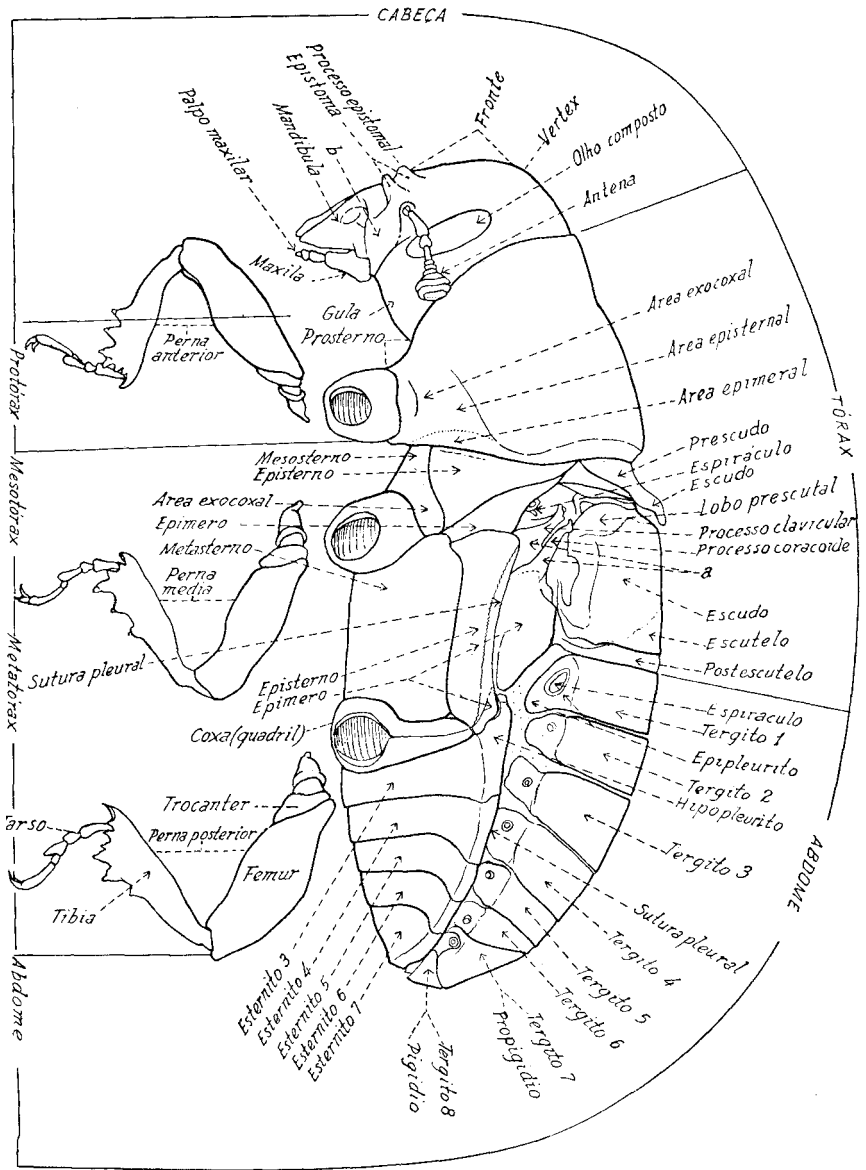 CABEÇA
Processo epistomal
Epistoma
Fronte
Vertex
Olho composto
Antena
Palpo maxilar
Mandibula
b
Maxila
Gula
Prosterno
Perna
anterior
Area exocoxal
Area episternal
Area epimeral
Protórax
TÓRAX
Mesosterno
Episterno
Prescudo
Espiráculo
Escudo
Lobo prescutal
Processo clavicular
Processo coracoide
a
Area exocoxal
Epimero
Metasterno
Perna
media
Mesotorax
Escudo
Escutelo
Postescutelo
Sutura pleural
Episterno
Epimero
Metatórax
Coxa (quadril)
Espiraculo
Tergito 1
Epipleurito
Tergito 2
Hipopleurito
Tergito 3
ABDOME
Trocanter
Tarso
Perna posterior
Femur
Tibia
Sutura pleural
Tergito 4
Tergito 5
Tergito 6
Tergito 7
Propigidio
Tergito 8
Pigidio
Esternito 3
Esternito 4
Esternito 5
Esternito 6
Esternito 7
Abdome